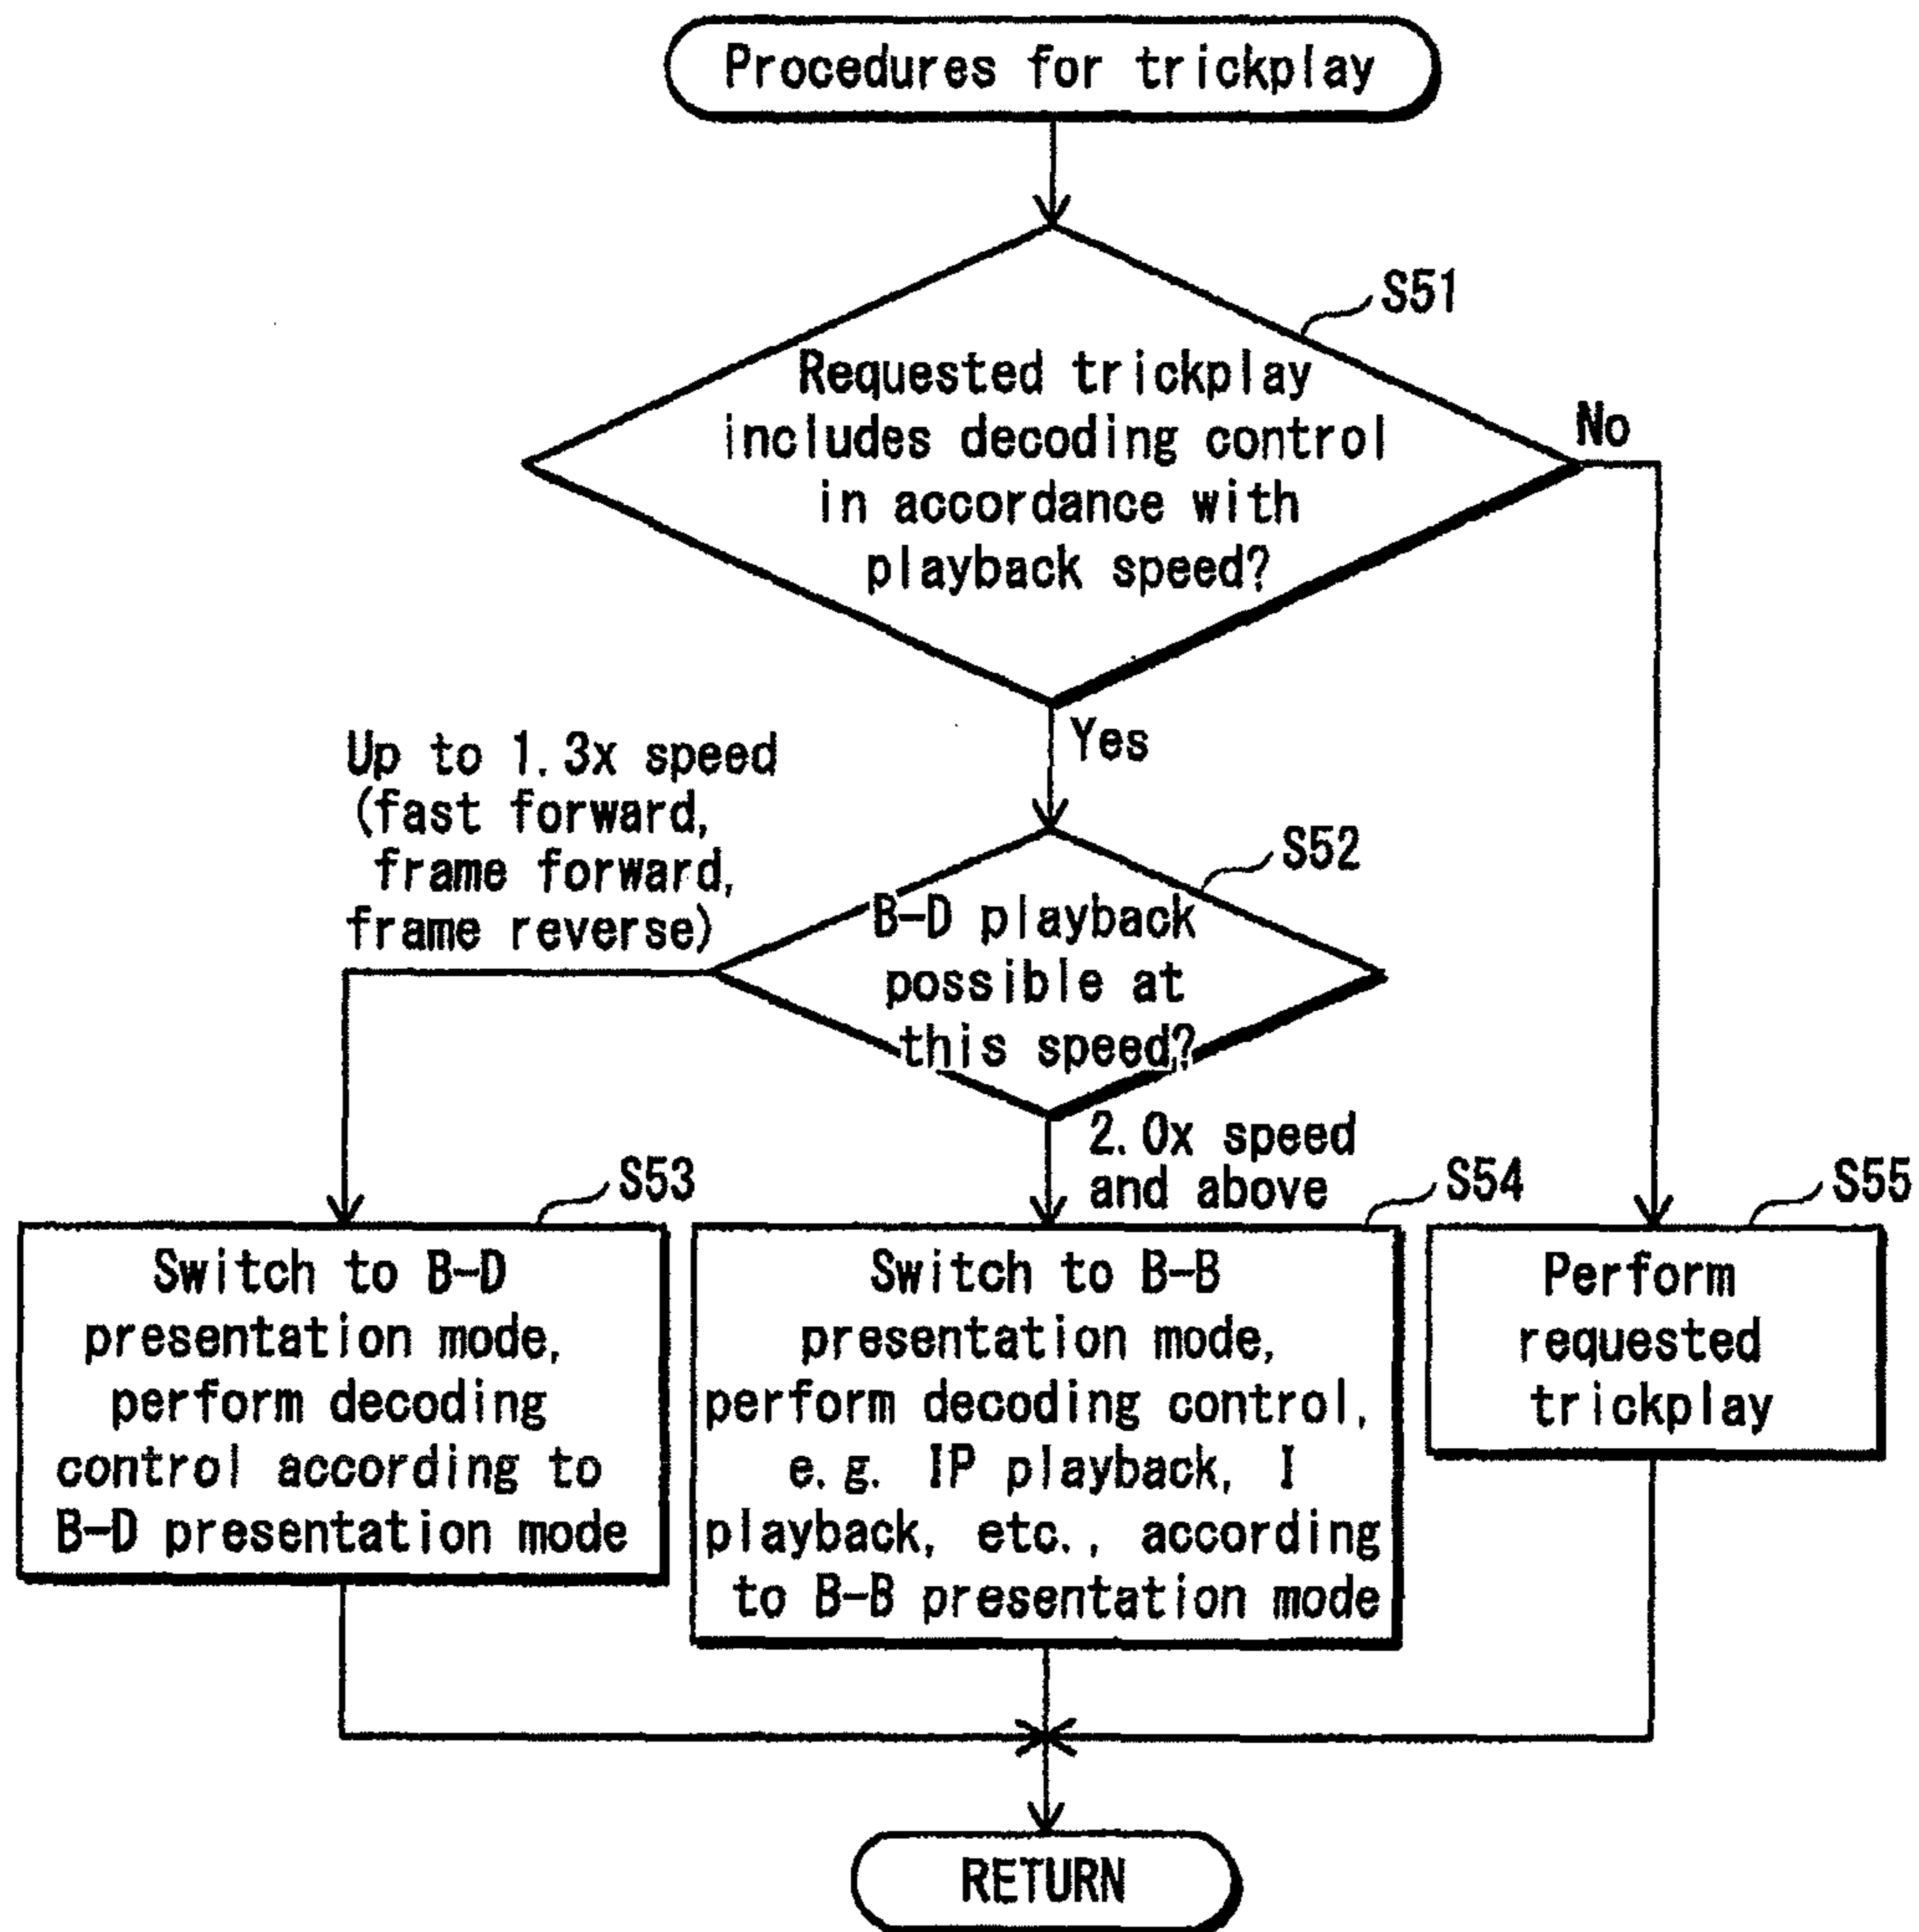 Procedures for trickplay
S51
Requested trickplay
includes decoding control
in accordance with
playback speed?
No
Yes
Up to 1.3x speed
(fast forward,
frame forward,
frame reverse)
S52
B-D playback
possible at
this speed?
2.0x speed
and above
S53
Switch to B-D
presentation mode,
perform decoding
control according to
B-D presentation mode
S54
Switch to B-B
presentation mode,
perform decoding control,
e.g. IP playback, I
playback, etc., according
to B-B presentation mode
S55
Perform
requested
trickplay
RETURN